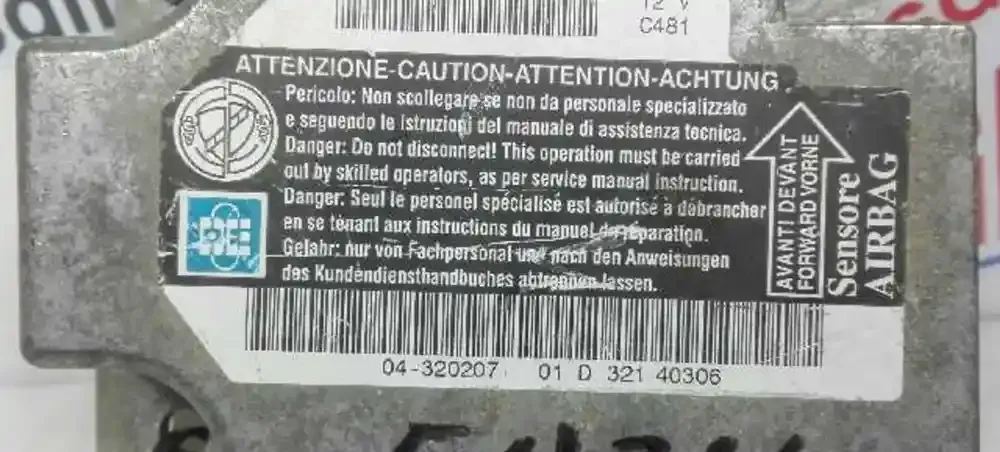 12 V
C481
ATTENZIONE-CAUTION-ATTENTION-ACHTUNG
Pericolo: Non scollegare se non da personale specializzato
e seguendo le istruzioni del manuale di assistenza tecnica.
Danger: Do not disconnect! This operation must be carried
out by skilled operators, as per service manual instruction.
Danger: Seul le personel spécialisé est autorisé à débrancher
en se tenant aux instructions du manuel de réparation.
Gefahr: nur von Fachpersonal und nach den Anweisungen
des Kundendiensthandbuches abtrennen lassen.
AVANTI DEVANT
FORWARD VORNE
Sensore
AIRBAG
04-320207 01 D 321 40306